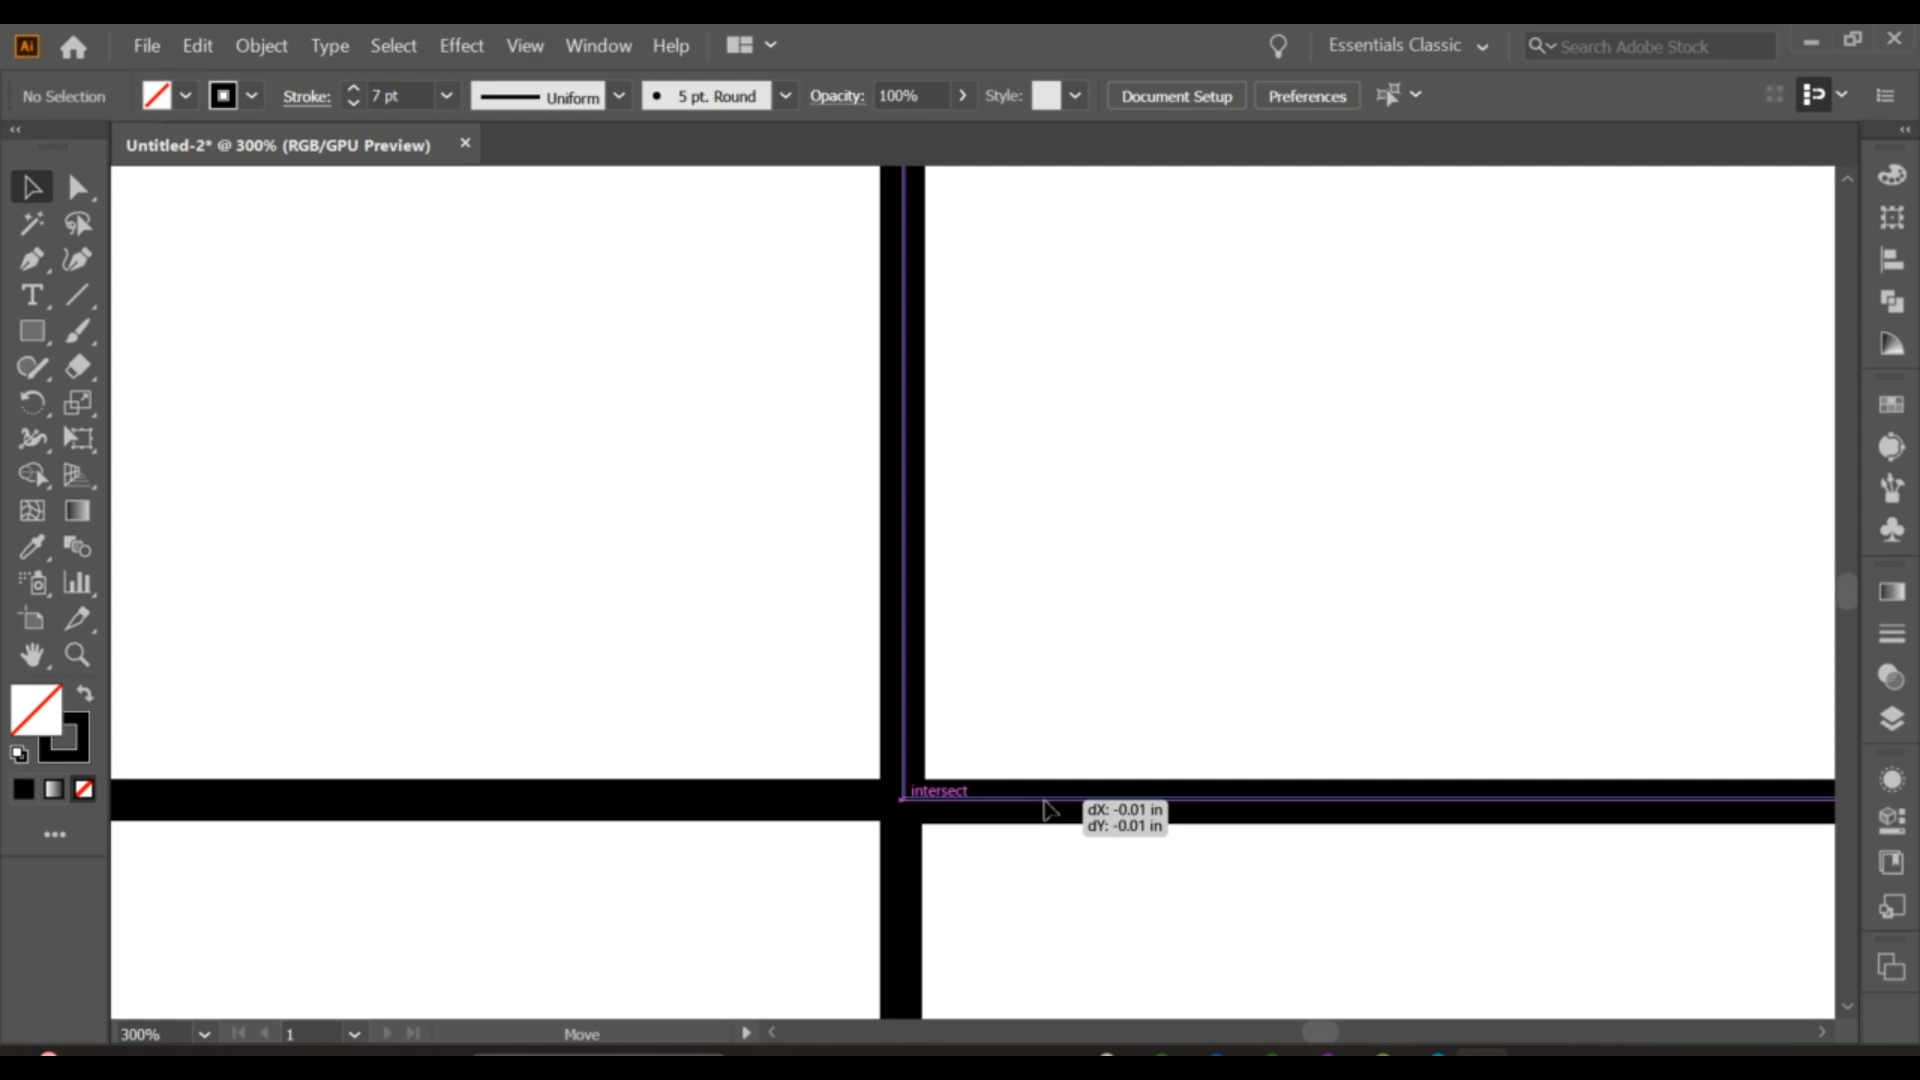 Ai File Edit Object Type Select Effect View Window Help Essentials Classic Search Adobe Stock
No Selection Stroke: 7 pt Uniform 5 pt. Round Opacity: 100% Style: Document Setup Preferences
Untitled-2* @ 300% (RGB/GPU Preview)
intersect
dX: -0.01 in
dY: -0.01 in
300% 1 Move